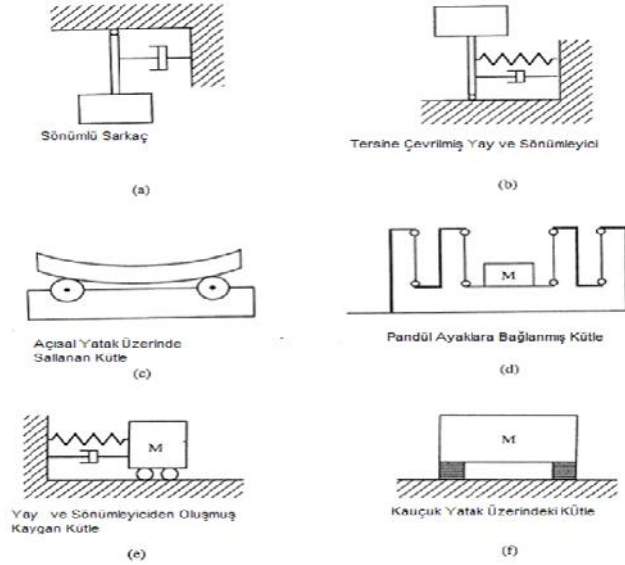 Sönümlü Sarkaç
(a)
Tersine Çevrilmiş Yay ve Sönümleyici
(b)
Açısal Yatak Üzerinde
Sallanan Kütle
(c)
M
Pandül Ayaklara Bağlanmış Kütle
(d)
M
Yay ve Sönümleyiciden Oluşmuş
Kaygan Kütle
(e)
M
Kauçuk Yatak Üzerindeki KÜtle
(f)